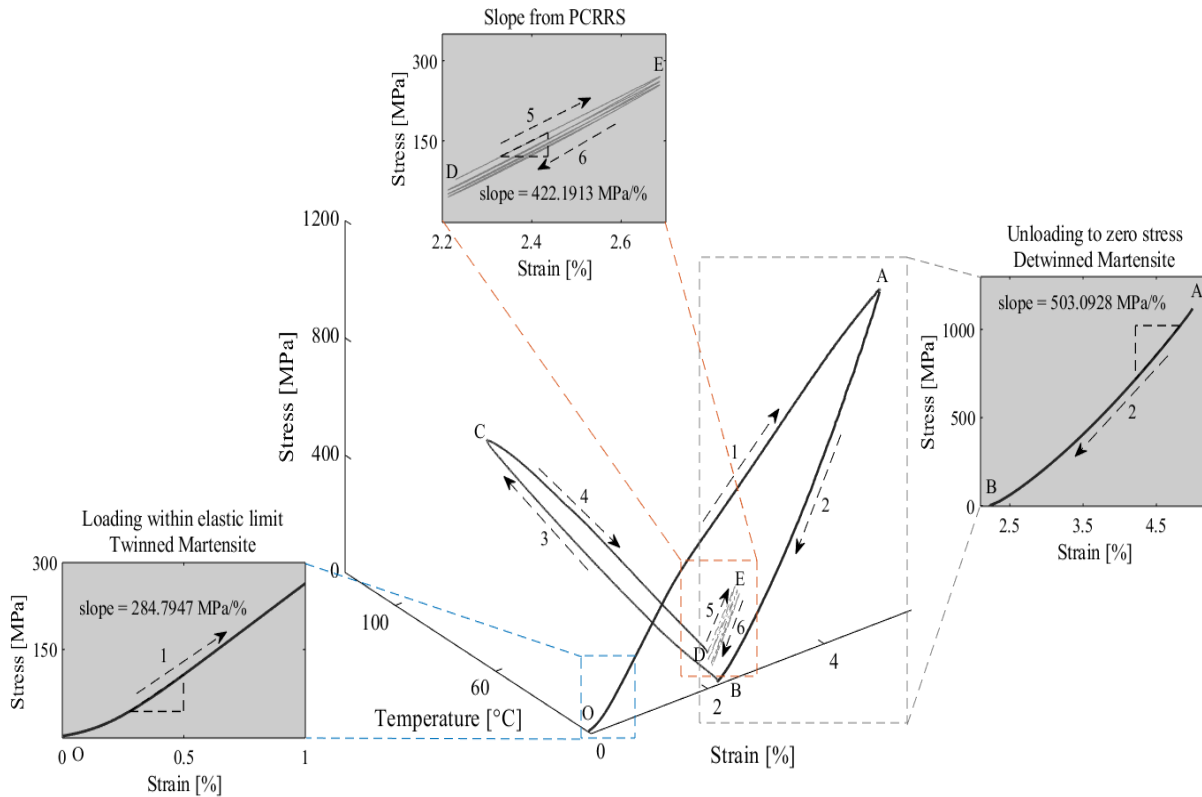 Slope from PCRRS
Stress [MPa]
300
150
E
5
D
6
slope = 422.1913 MPa/%
2.2
2.4
2.6
Strain [%]
Unloading to zero stress
Detwinned Martensite
A
slope = 503.0928 MPa/%
Stress [MPa]
1000
500
0
2
B
2.5
3.5
4.5
Strain [%]
Stress [MPa]
1200
800
400
0
A
C
1
2
4
3
E
5
6
D
B
O
100
60
Temperature [°C]
0
2
4
Strain [%]
Loading within elastic limit
Twinned Martensite
Stress [MPa]
300
150
slope = 284.7947 MPa/%
1
0 O
0.5
1
Strain [%]